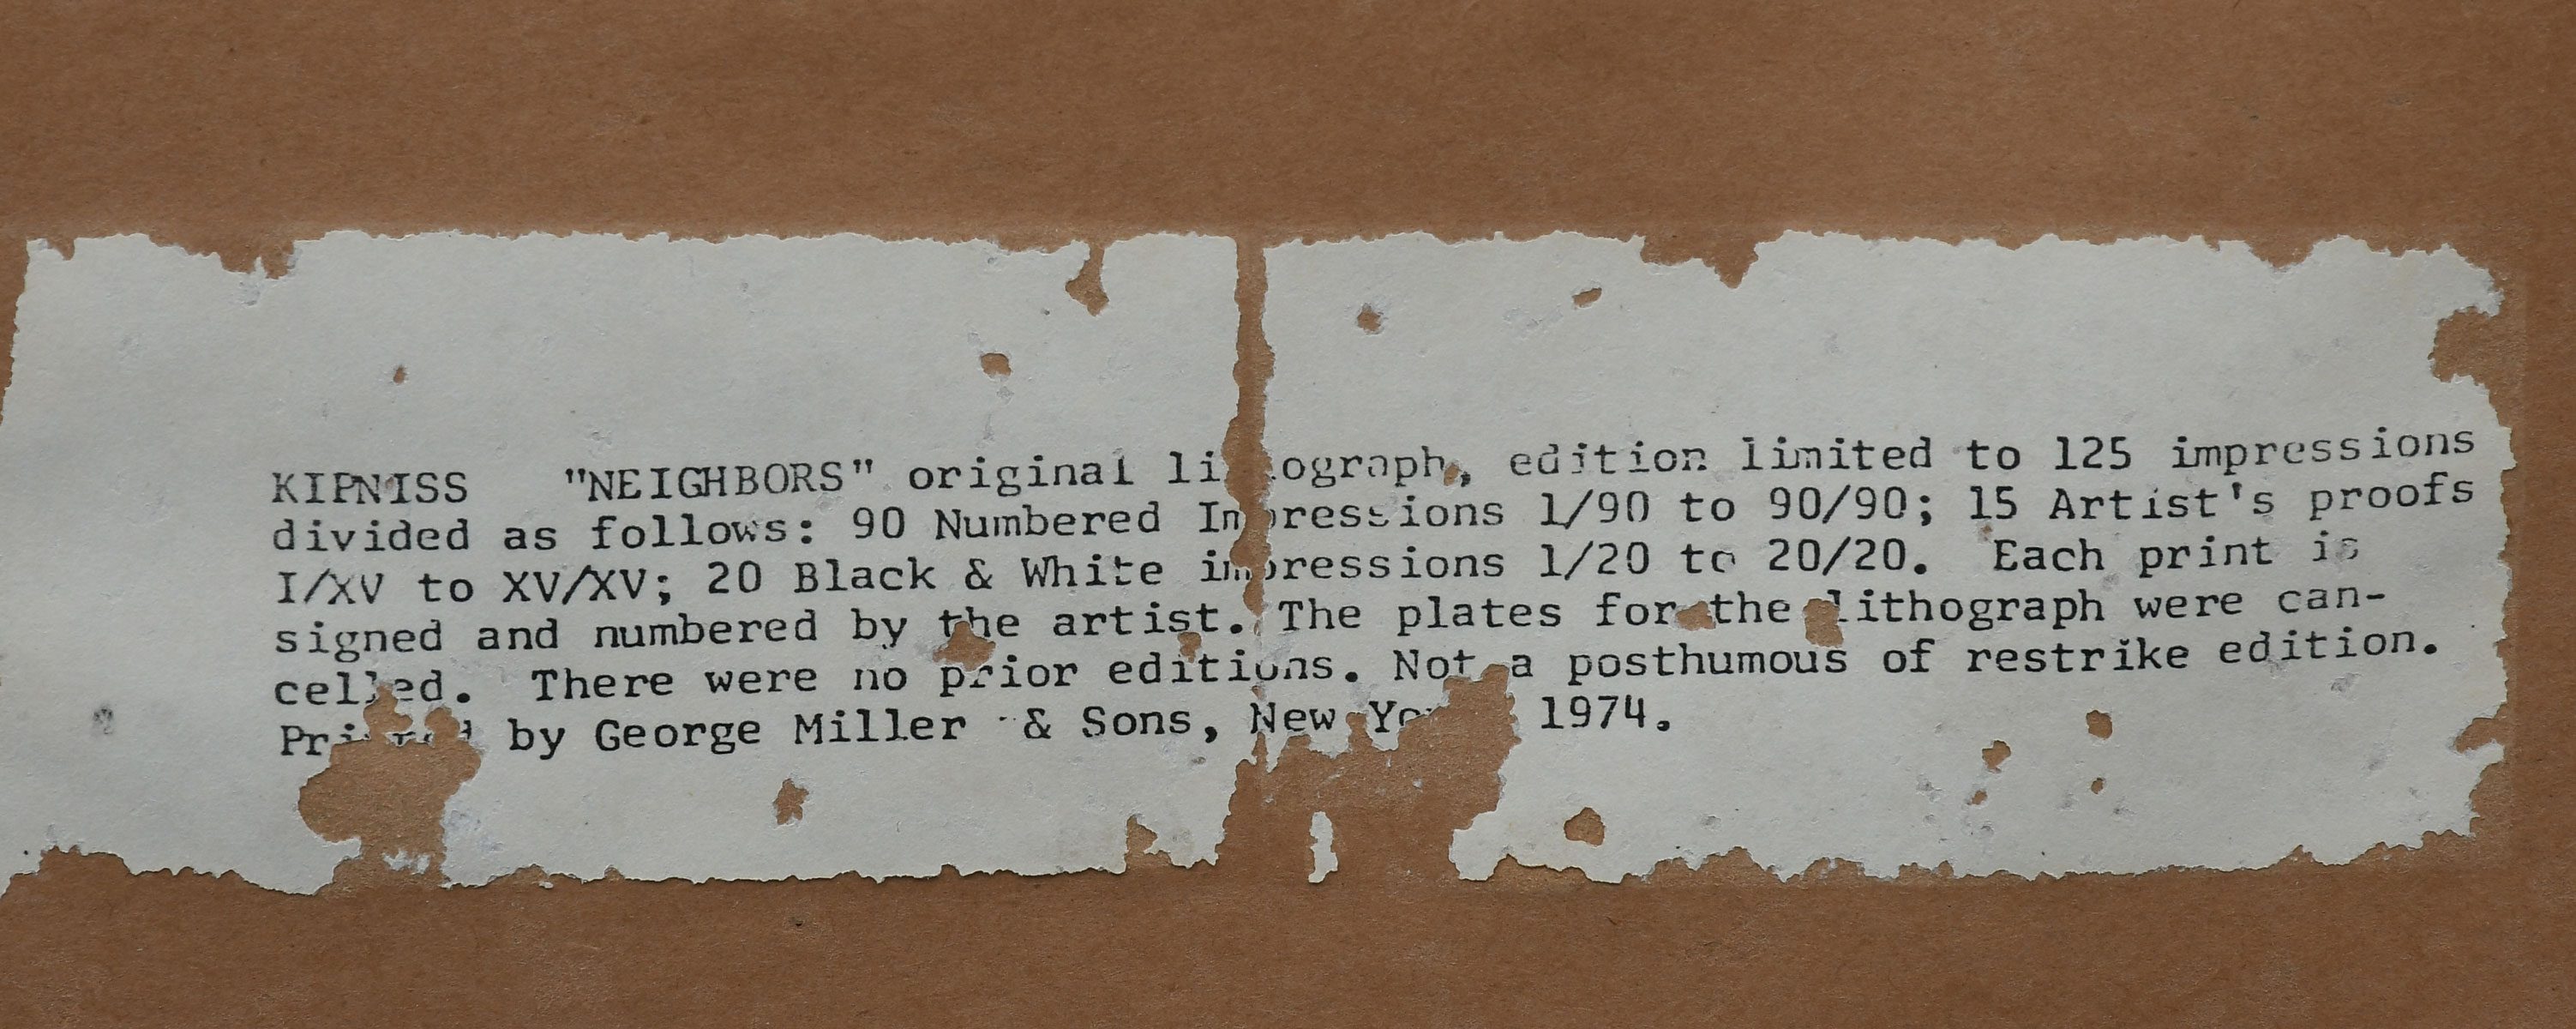 KIPNISS "NEIGHBORS" original lithograph, edition limited to 125 impressions
divided as follows: 90 Numbered Impressions 1/90 to 90/90; 15 Artist's proofs
I/XV to XV/XV; 20 Black & White impressions 1/20 to 20/20. Each print is
signed and numbered by the artist. The plates for the lithograph were can-
celled. There were no prior editions. Not a posthumous of restrike edition.
Printed by George Miller & Sons, New York 1974.